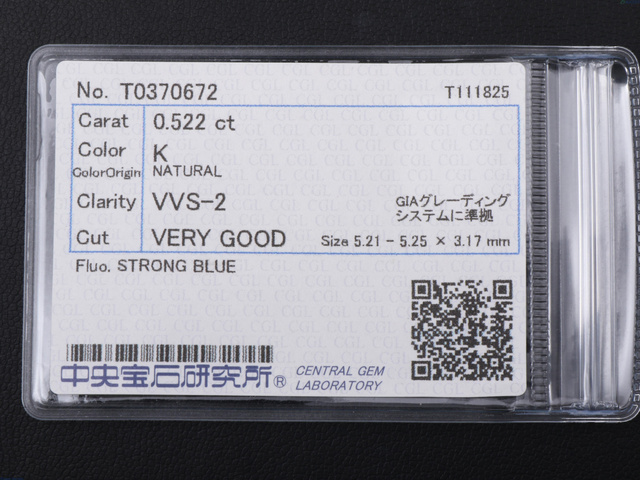 No. T0370672 T111825
Carat 0.522 ct
Color K
ColorOrigin NATURAL
Clarity VVS-2 GIAグレーディング
システムに準拠
Cut VERY GOOD Size 5.21 - 5.25 × 3.17 mm
Fluo. STRONG BLUE
中央宝石研究所® CENTRAL GEM
LABORATORY